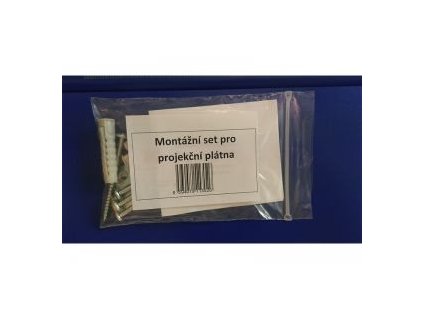 Montážní set pro
projekční plátna